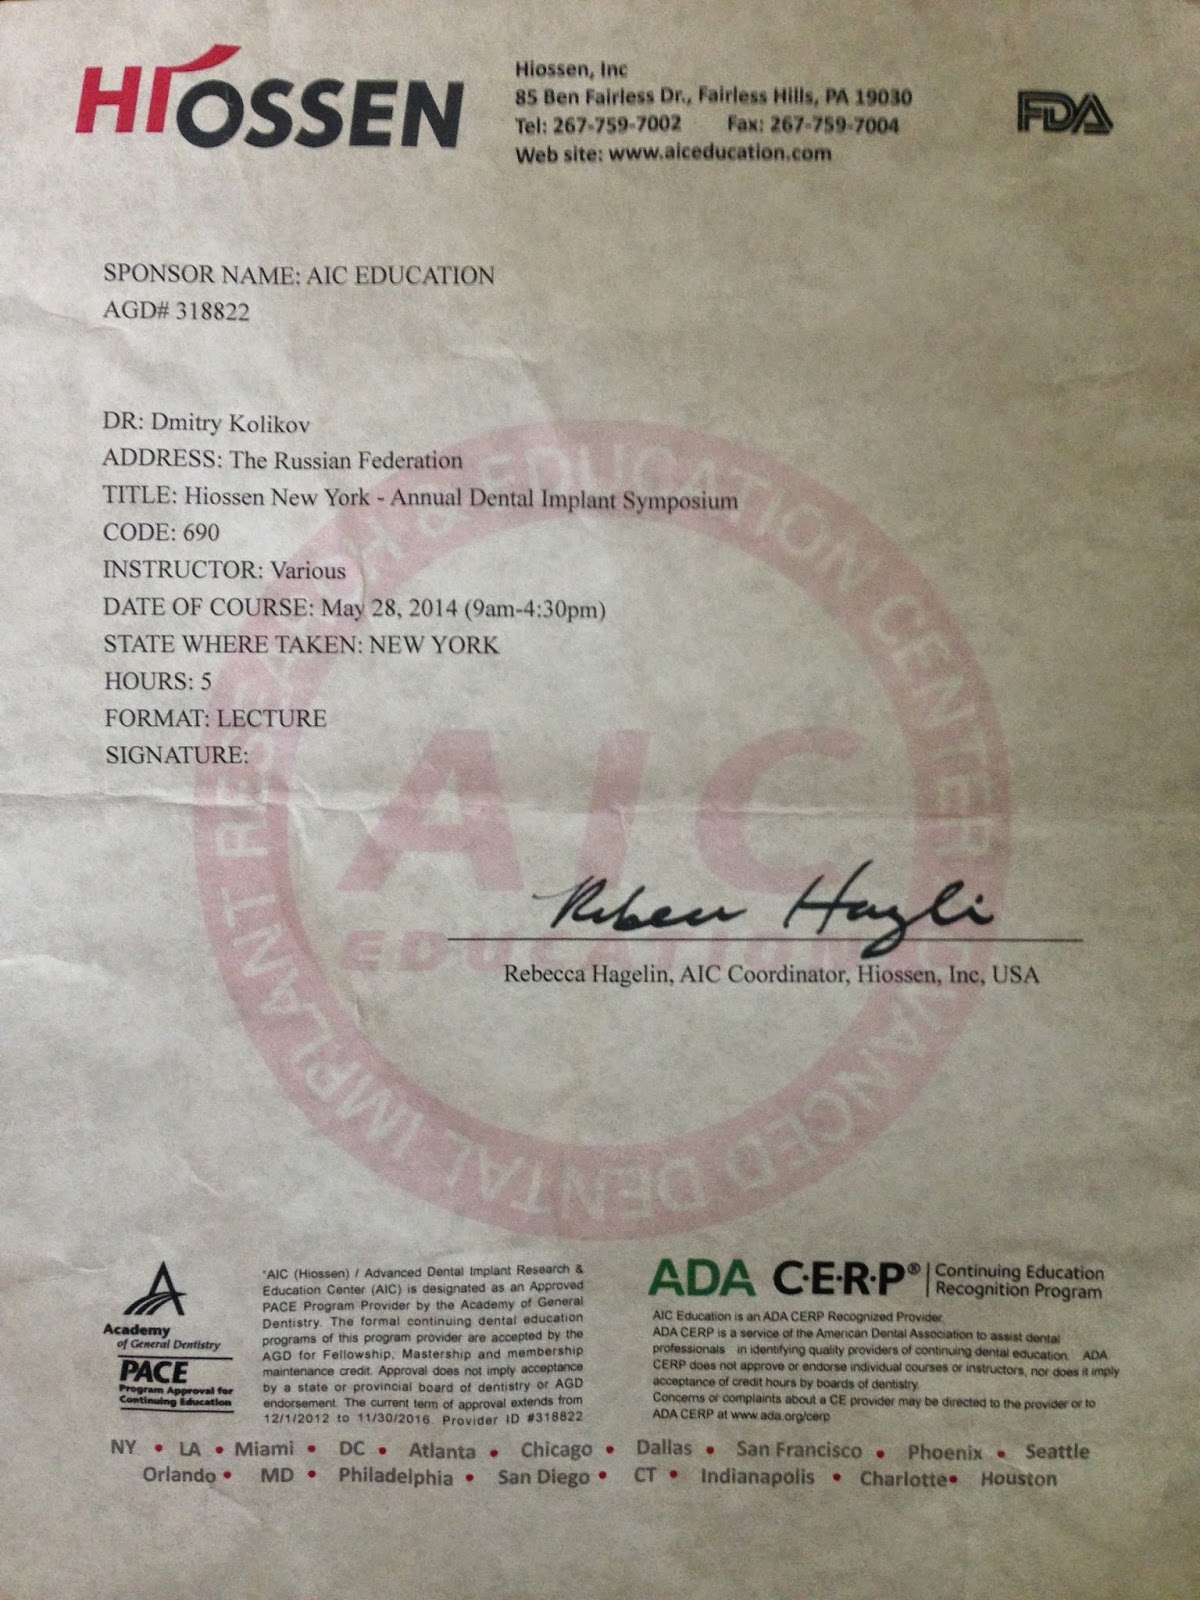 HIOSSEN
Hiossen, Inc
85 Ben Fairless Dr., Fairless Hills, PA 19030
Tel: 267-759-7002 Fax: 267-759-7004
Web site: www.aiceducation.com
FDA
SPONSOR NAME: AIC EDUCATION
AGD# 318822
DR: Dmitry Kolikov
ADDRESS: The Russian Federation
TITLE: Hiossen New York - Annual Dental Implant Symposium
CODE: 690
INSTRUCTOR: Various
DATE OF COURSE: May 28, 2014 (9am-4:30pm)
STATE WHERE TAKEN: NEW YORK
HOURS: 5
FORMAT: LECTURE
SIGNATURE:
ADVANCED DENTAL IMPLANT RESEARCH & EDUCATION CENTER
AIC
EDUCATION
Rebecca Hagelin, AIC Coordinator, Hiossen, Inc, USA
Academy
of General Dentistry
PACE
Program Approval for
Continuing Education
"AIC (Hiossen) / Advanced Dental Implant Research &
Education Center (AIC) is designated as an Approved
PACE Program Provider by the Academy of General
Dentistry. The formal continuing dental education
programs of this program provider are accepted by the
AGD for Fellowship, Mastership and membership
maintenance credit. Approval does not imply acceptance
by a state or provincial board of dentistry or AGD
endorsement. The current term of approval extends from
12/1/2012 to 11/30/2016. Provider ID #318822
ADA C·E·R·P® | Continuing Education
Recognition Program
AIC Education is an ADA CERP Recognized Provider.
ADA CERP is a service of the American Dental Association to assist dental
professionals in identifying quality providers of continuing dental education. ADA
CERP does not approve or endorse individual courses or instructors, nor does it imply
acceptance of credit hours by boards of dentistry.
Concerns or complaints about a CE provider may be directed to the provider or to
ADA CERP at www.ada.org/cerp
NY • LA • Miami • DC • Atlanta • Chicago • Dallas • San Francisco • Phoenix • Seattle
Orlando • MD • Philadelphia • San Diego • CT • Indianapolis • Charlotte • Houston